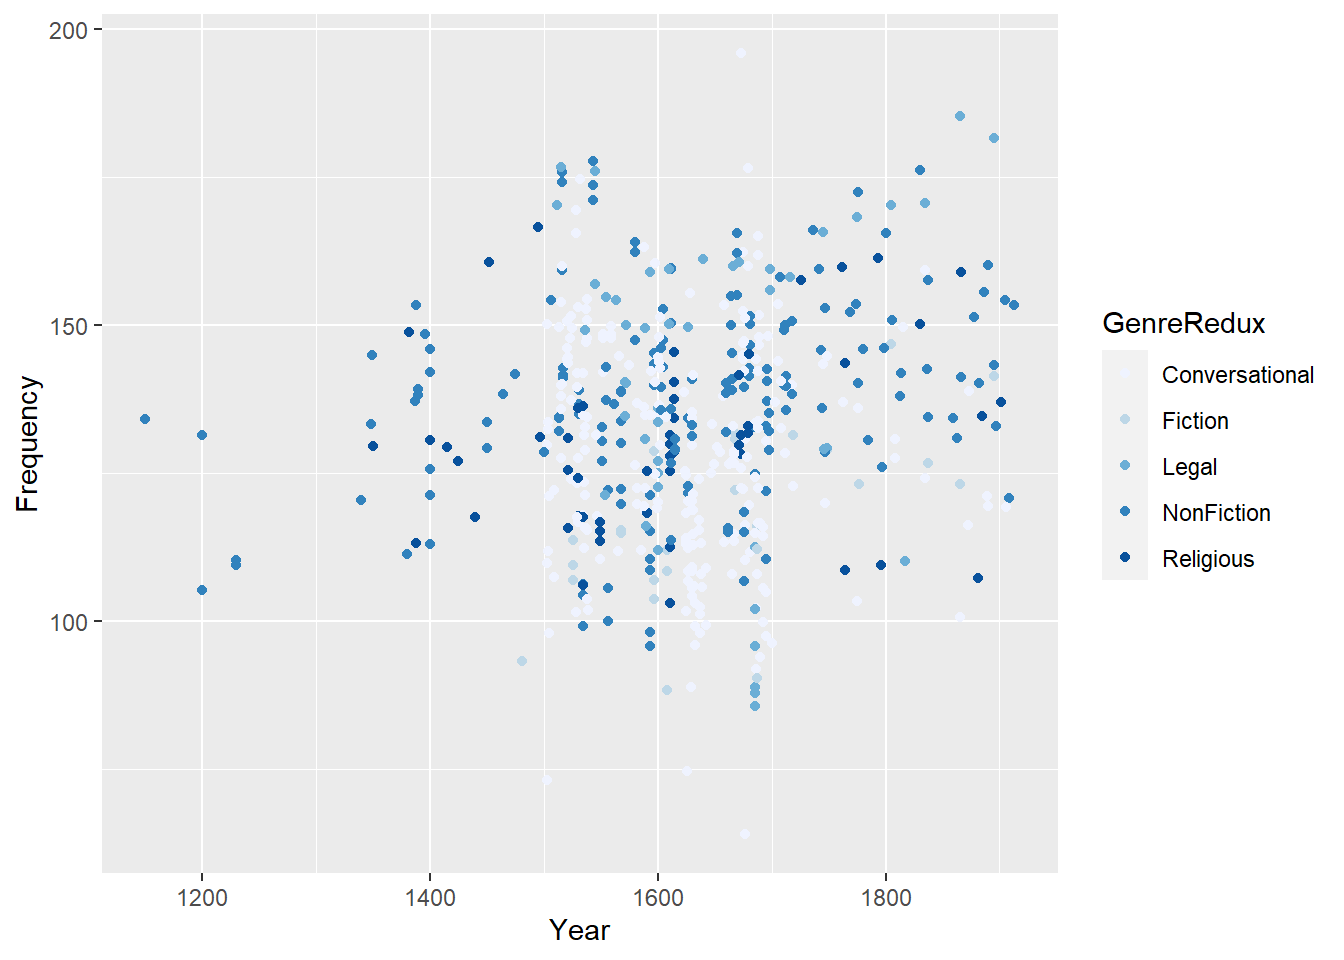 200
150
100
Frequency
1200
1400
1600
1800
Year
GenreRedux
Conversational
Fiction
Legal
NonFiction
Religious